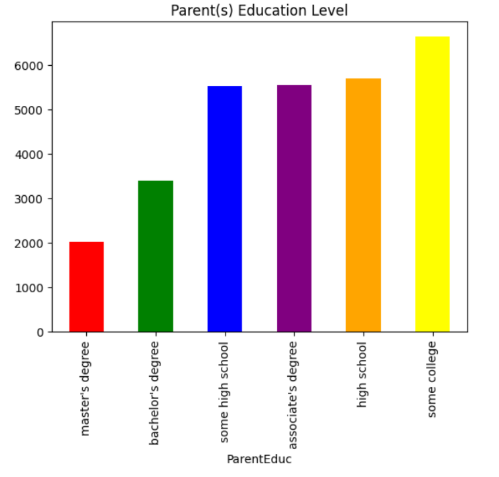 Parent(s) Education Level
6000
5000
4000
3000
2000
1000
0
master's degree
bachelor's degree
some high school
associate's degree
high school
some college
ParentEduc